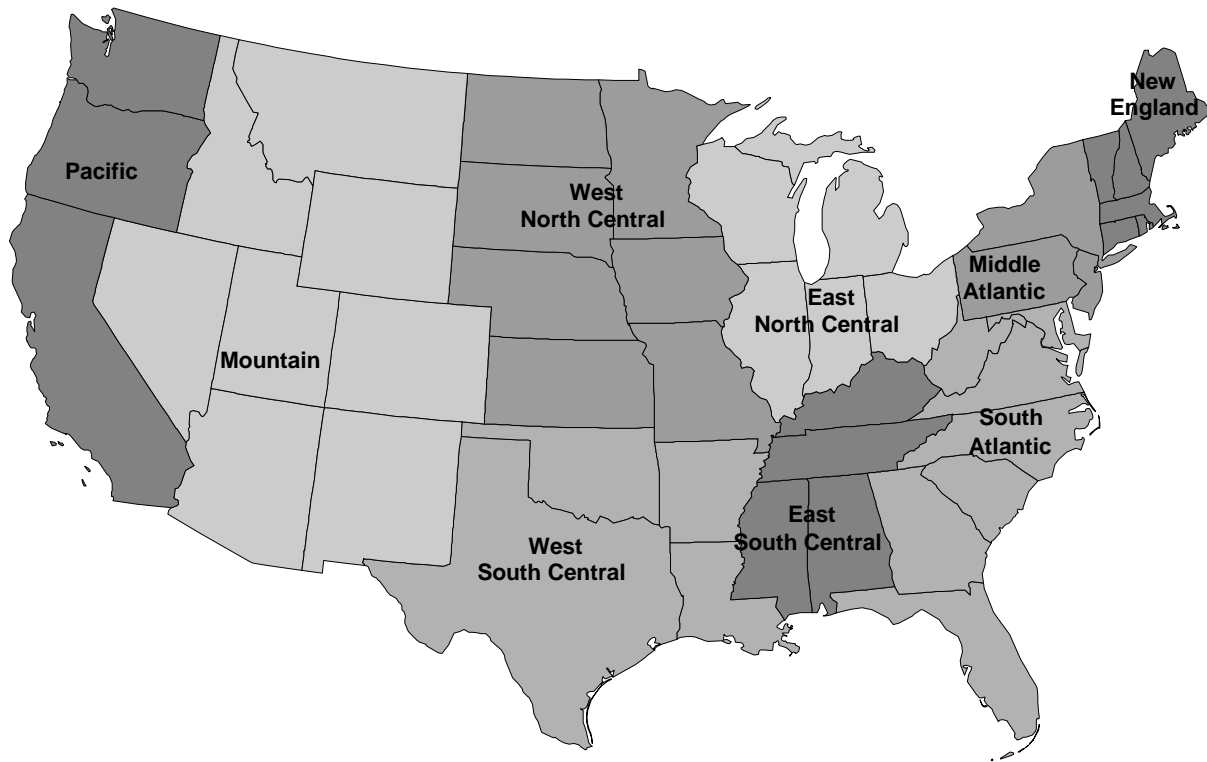 New
England
Pacific
West
North Central
Middle
Atlantic
East
North Central
Mountain
South
Atlantic
East
South Central
West
South Central